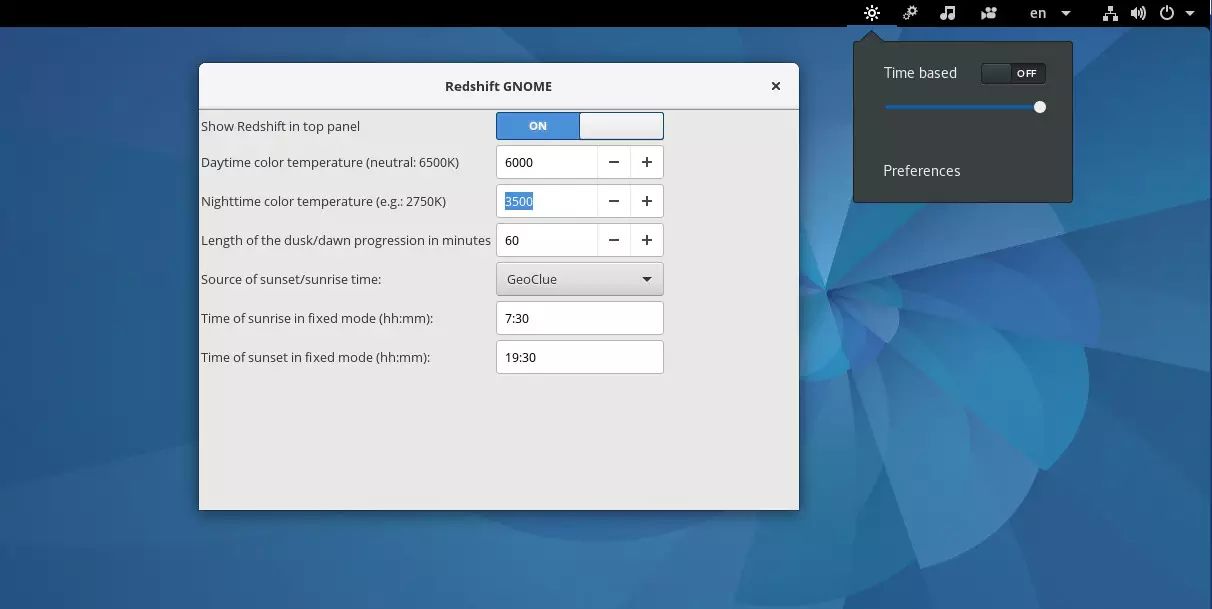 en
Redshift GNOME
Show Redshift in top panel ON
Daytime color temperature (neutral: 6500K) 6000
Nighttime color temperature (e.g.: 2750K) 3500
Length of the dusk/dawn progression in minutes 60
Source of sunset/sunrise time: GeoClue
Time of sunrise in fixed mode (hh:mm): 7:30
Time of sunset in fixed mode (hh:mm): 19:30
Time based OFF
Preferences